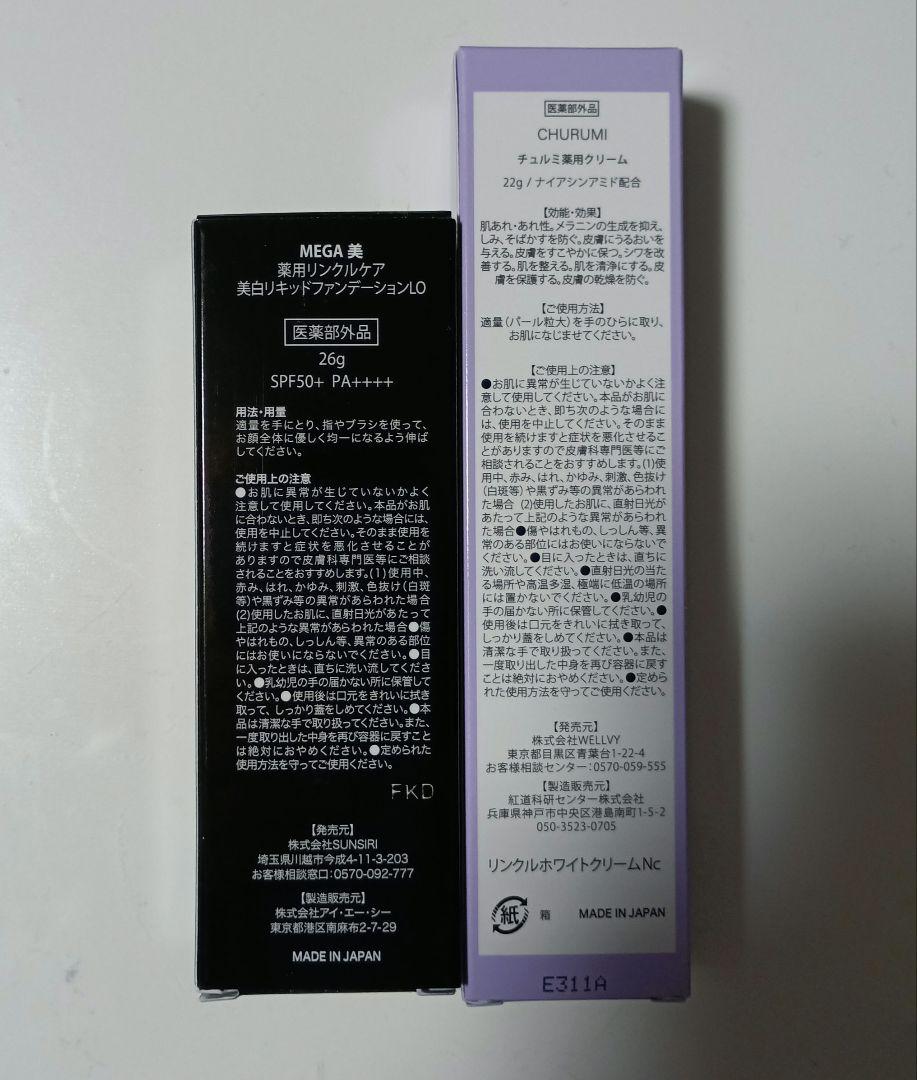 MEGA 美
薬用リンクルケア
美白リキッドファンデーションLO
医薬部外品
26g
SPF50+ PA++++
用法・用量
適量を手にとり、指やブラシを使って、
お顔全体に優しく均一になるよう伸ば
してください。
ご使用上の注意
●お肌に異常が生じていないかよく
注意して使用してください。本品がお肌
に合わないとき、即ち次のような場合には、
使用を中止してください。そのまま使用を
続けますと症状を悪化させることが
ありますので皮膚科専門医等にご相談
されることをおすすめします。(1)使用中、
赤み、はれ、かゆみ、刺激、色抜け(白斑
等)や黒ずみ等の異常があらわれた場合
(2)使用したお肌に、直射日光があたって
上記のような異常があらわれた場合●傷
やはれもの、しっしん等、異常のある部位
にはお使いにならないでください。●目
に入ったときは、直ちに洗い流してくださ
い。●乳幼児の手の届かない所に保管して
ください。●使用後は口元をきれいに拭き
取って、しっかり蓋をしめてください。●本
品は清潔な手で取り扱ってください。また、
一度取り出した中身を再び容器に戻すこと
は絶対におやめください。●定められた
使用方法を守ってご使用ください。
FKD
【発売元】
株式会社SUNSIRI
埼玉県川越市今成4-11-3-203
お客様相談窓口:0570-092-777
【製造販売元】
株式会社アイ・エー・シー
東京都港区南麻布2-7-29
MADE IN JAPAN
医薬部外品
CHURUMI
チュルミ薬用クリーム
22g / ナイアシンアミド配合
【効能・効果】
肌あれ・あれ性。メラニンの生成を抑え、
しみ、そばかすを防ぐ。皮膚にうるおいを
与える。皮膚をすこやかに保つ。シワを改
善する。肌を整える。肌を清浄にする。皮
膚を保護する。皮膚の乾燥を防ぐ。
【ご使用方法】
適量(パール粒大)を手のひらに取り、
お肌になじませてください。
【ご使用上の注意】
●お肌に異常が生じていないかよく注
意して使用してください。本品がお肌に
合わないとき、即ち次のような場合に
は、使用を中止してください。そのまま
使用を続けますと症状を悪化させるこ
とがありますので皮膚科専門医等にご
相談されることをおすすめします。(1)使
用中、赤み、はれ、かゆみ、刺激、色抜け
(白斑等)や黒ずみ等の異常があらわれ
た場合 (2)使用したお肌に、直射日光が
あたって上記のような異常があらわれ
た場合●傷やはれもの、しっしん等、異
常のある部位にはお使いにならないでく
ださい。●目に入ったときは、直ちに
洗い流してください。●直射日光の当た
る場所や高温多湿、極端に低温の場所
には置かないでください。●乳幼児の
手の届かない所に保管してください。●
使用後は口元をきれいに拭き取って、
しっかり蓋をしめてください。●本品は
清潔な手で取り扱ってください。また、
一度取り出した中身を再び容器に戻す
ことは絶対におやめください。●定めら
れた使用方法を守ってご使用ください。
【発売元】
株式会社WELLVY
東京都目黒区青葉台1-22-4
お客様相談センター:0570-059-555
【製造販売元】
紅道科研センター株式会社
兵庫県神戸市中央区港島南町1-5-2
050-3523-0705
リンクルホワイトクリームNc
紙 箱 MADE IN JAPAN
E311A